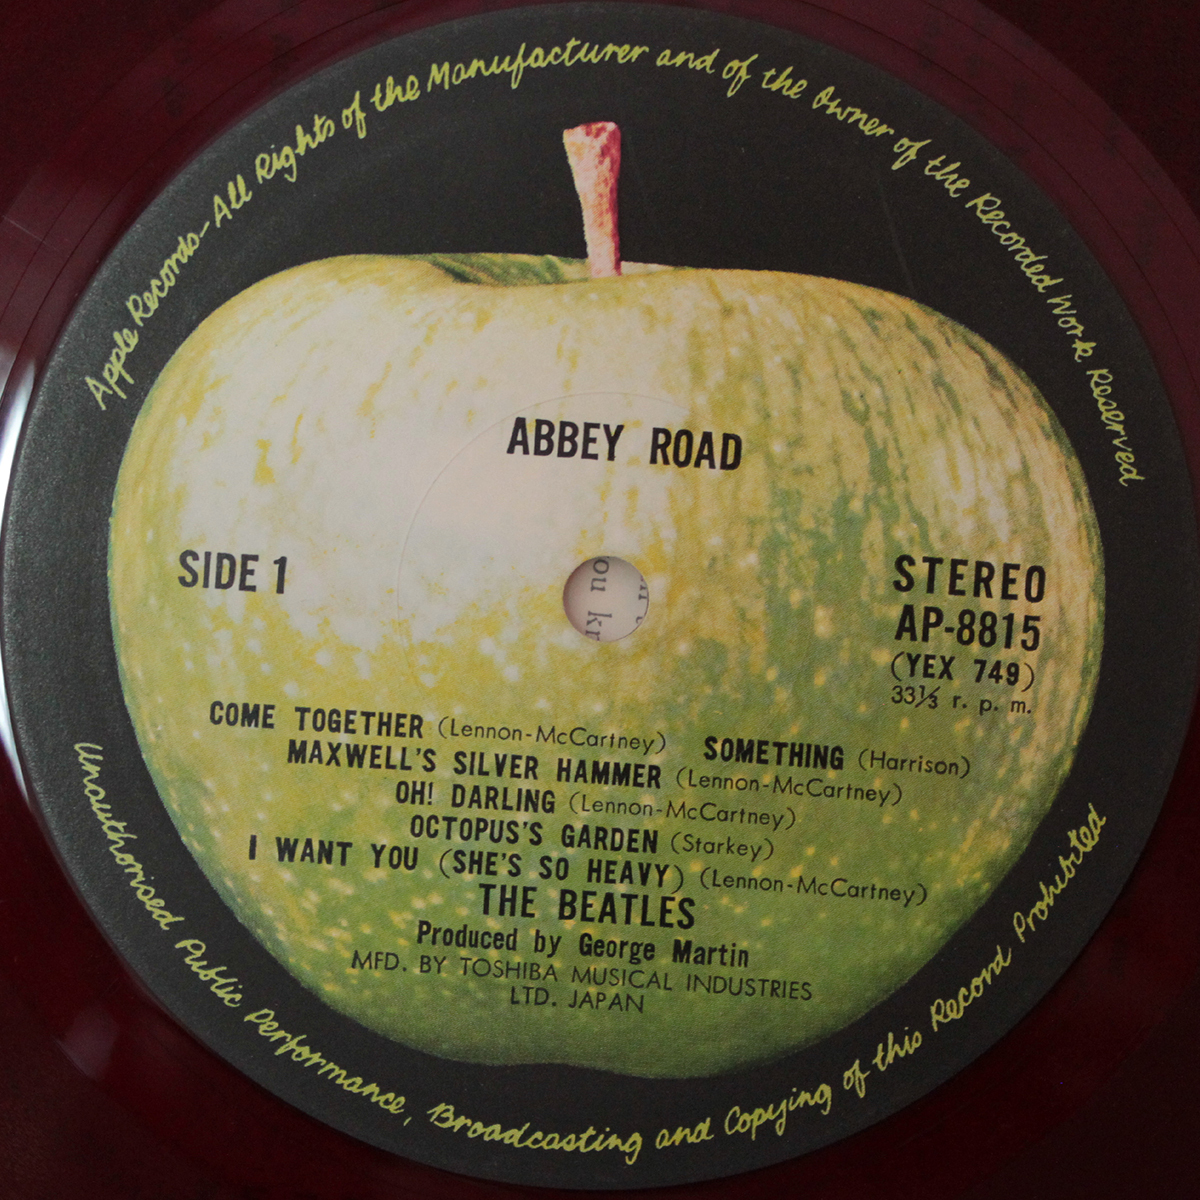 Apple Records-All Rights of the Manufacturer and of the Owner of the Recorded Work Reserved
ABBEY ROAD
SIDE 1
STEREO
AP-8815
(YEX 749)
33⅓ r. p. m.
COME TOGETHER (Lennon-McCartney) SOMETHING (Harrison)
MAXWELL'S SILVER HAMMER (Lennon-McCartney)
OH! DARLING (Lennon-McCartney)
OCTOPUS'S GARDEN (Starkey)
I WANT YOU (SHE'S SO HEAVY) (Lennon-McCartney)
THE BEATLES
Produced by George Martin
MFD. BY TOSHIBA MUSICAL INDUSTRIES
LTD. JAPAN
Unauthorised Public Performance, Broadcasting and Copying of this Record Prohibited